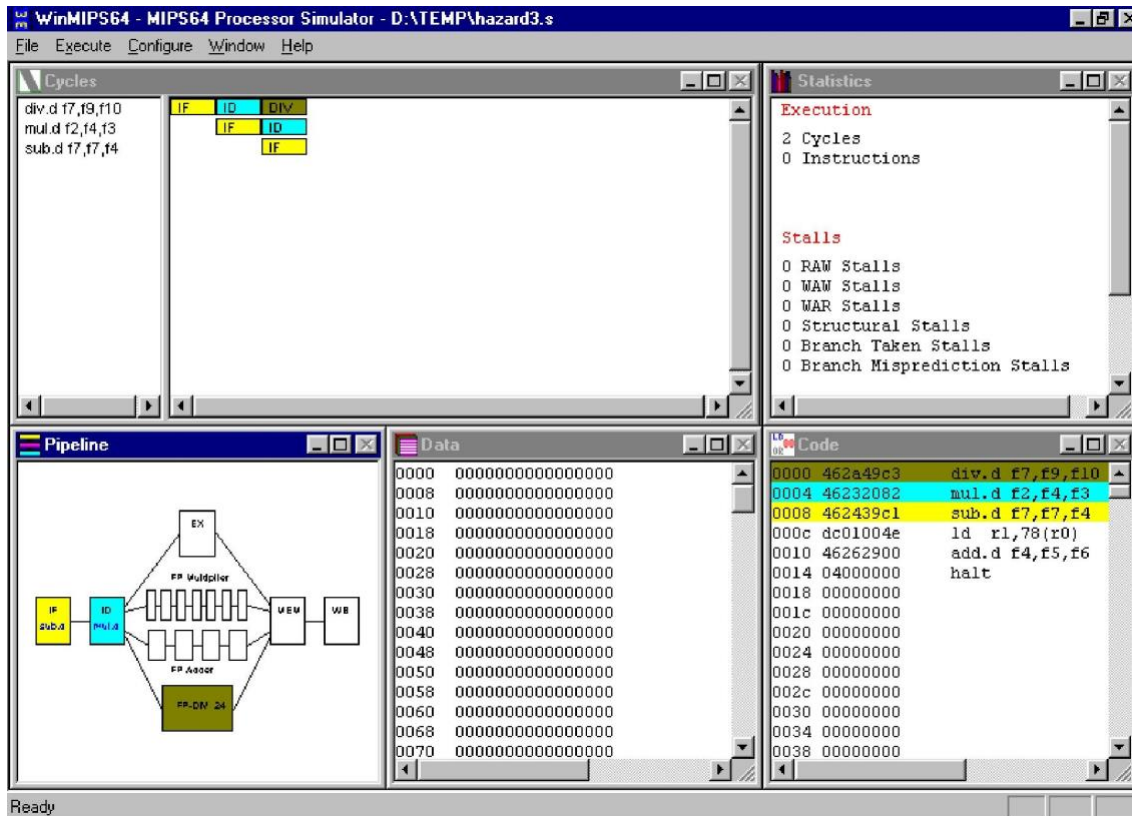 WinMIPS64 - MIPS64 Processor Simulator - D:\TEMP\hazard3.s
File Execute Configure Window Help
Cycles
div.d f7,f9,f10
mul.d f2,f4,f3
sub.d f7,f7,f4
IF ID DIV
IF ID
IF
Statistics
Execution
2 Cycles
0 Instructions
Stalls
0 RAW Stalls
0 WAW Stalls
0 WAR Stalls
0 Structural Stalls
0 Branch Taken Stalls
0 Branch Misprediction Stalls
Pipeline
EX
FP Multiplier
IF
sub.d
ID
mul.d
MEM
WB
FP Adder
FP-DIV 24
Data
0000 0000000000000000
0008 0000000000000000
0010 0000000000000000
0018 0000000000000000
0020 0000000000000000
0028 0000000000000000
0030 0000000000000000
0038 0000000000000000
0040 0000000000000000
0048 0000000000000000
0050 0000000000000000
0058 0000000000000000
0060 0000000000000000
0068 0000000000000000
0070 0000000000000000
Code
0000 462a49c3 div.d f7,f9,f10
0004 46232082 mul.d f2,f4,f3
0008 462439c1 sub.d f7,f7,f4
000c dc01004e ld r1,78(r0)
0010 46262900 add.d f4,f5,f6
0014 04000000 halt
0018 00000000
001c 00000000
0020 00000000
0024 00000000
0028 00000000
002c 00000000
0030 00000000
0034 00000000
0038 00000000
Ready